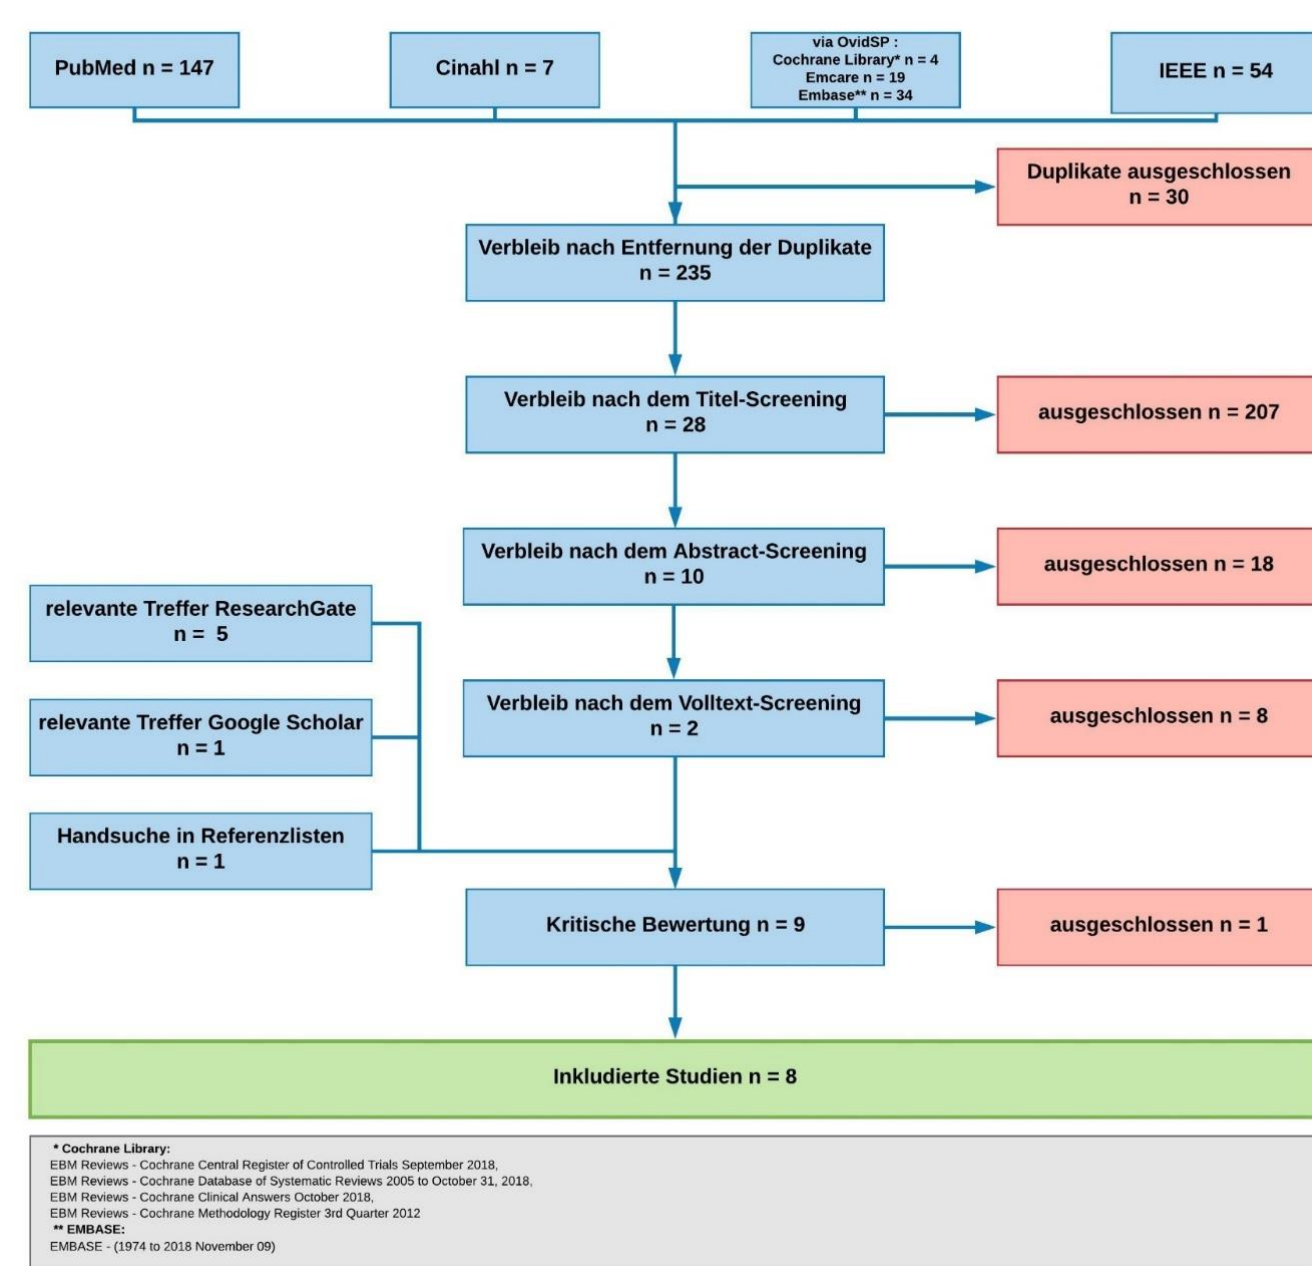 PubMed n = 147
Cinahl n = 7
via OvidSP :
Cochrane Library* n = 4
Emcare n = 19
Embase** n = 34
IEEE n = 54
Duplikate ausgeschlossen
n = 30
Verbleib nach Entfernung der Duplikate
n = 235
Verbleib nach dem Titel-Screening
n = 28
ausgeschlossen n = 207
Verbleib nach dem Abstract-Screening
n = 10
ausgeschlossen n = 18
relevante Treffer ResearchGate
n =  5
Verbleib nach dem Volltext-Screening
n = 2
ausgeschlossen n = 8
relevante Treffer Google Scholar
n = 1
Handsuche in Referenzlisten
n = 1
Kritische Bewertung n = 9
ausgeschlossen n = 1
Inkludierte Studien n = 8
* Cochrane Library:
EBM Reviews - Cochrane Central Register of Controlled Trials September 2018,
EBM Reviews - Cochrane Database of Systematic Reviews 2005 to October 31, 2018,
EBM Reviews - Cochrane Clinical Answers October 2018,
EBM Reviews - Cochrane Methodology Register 3rd Quarter 2012
** EMBASE:
EMBASE - (1974 to 2018 November 09)